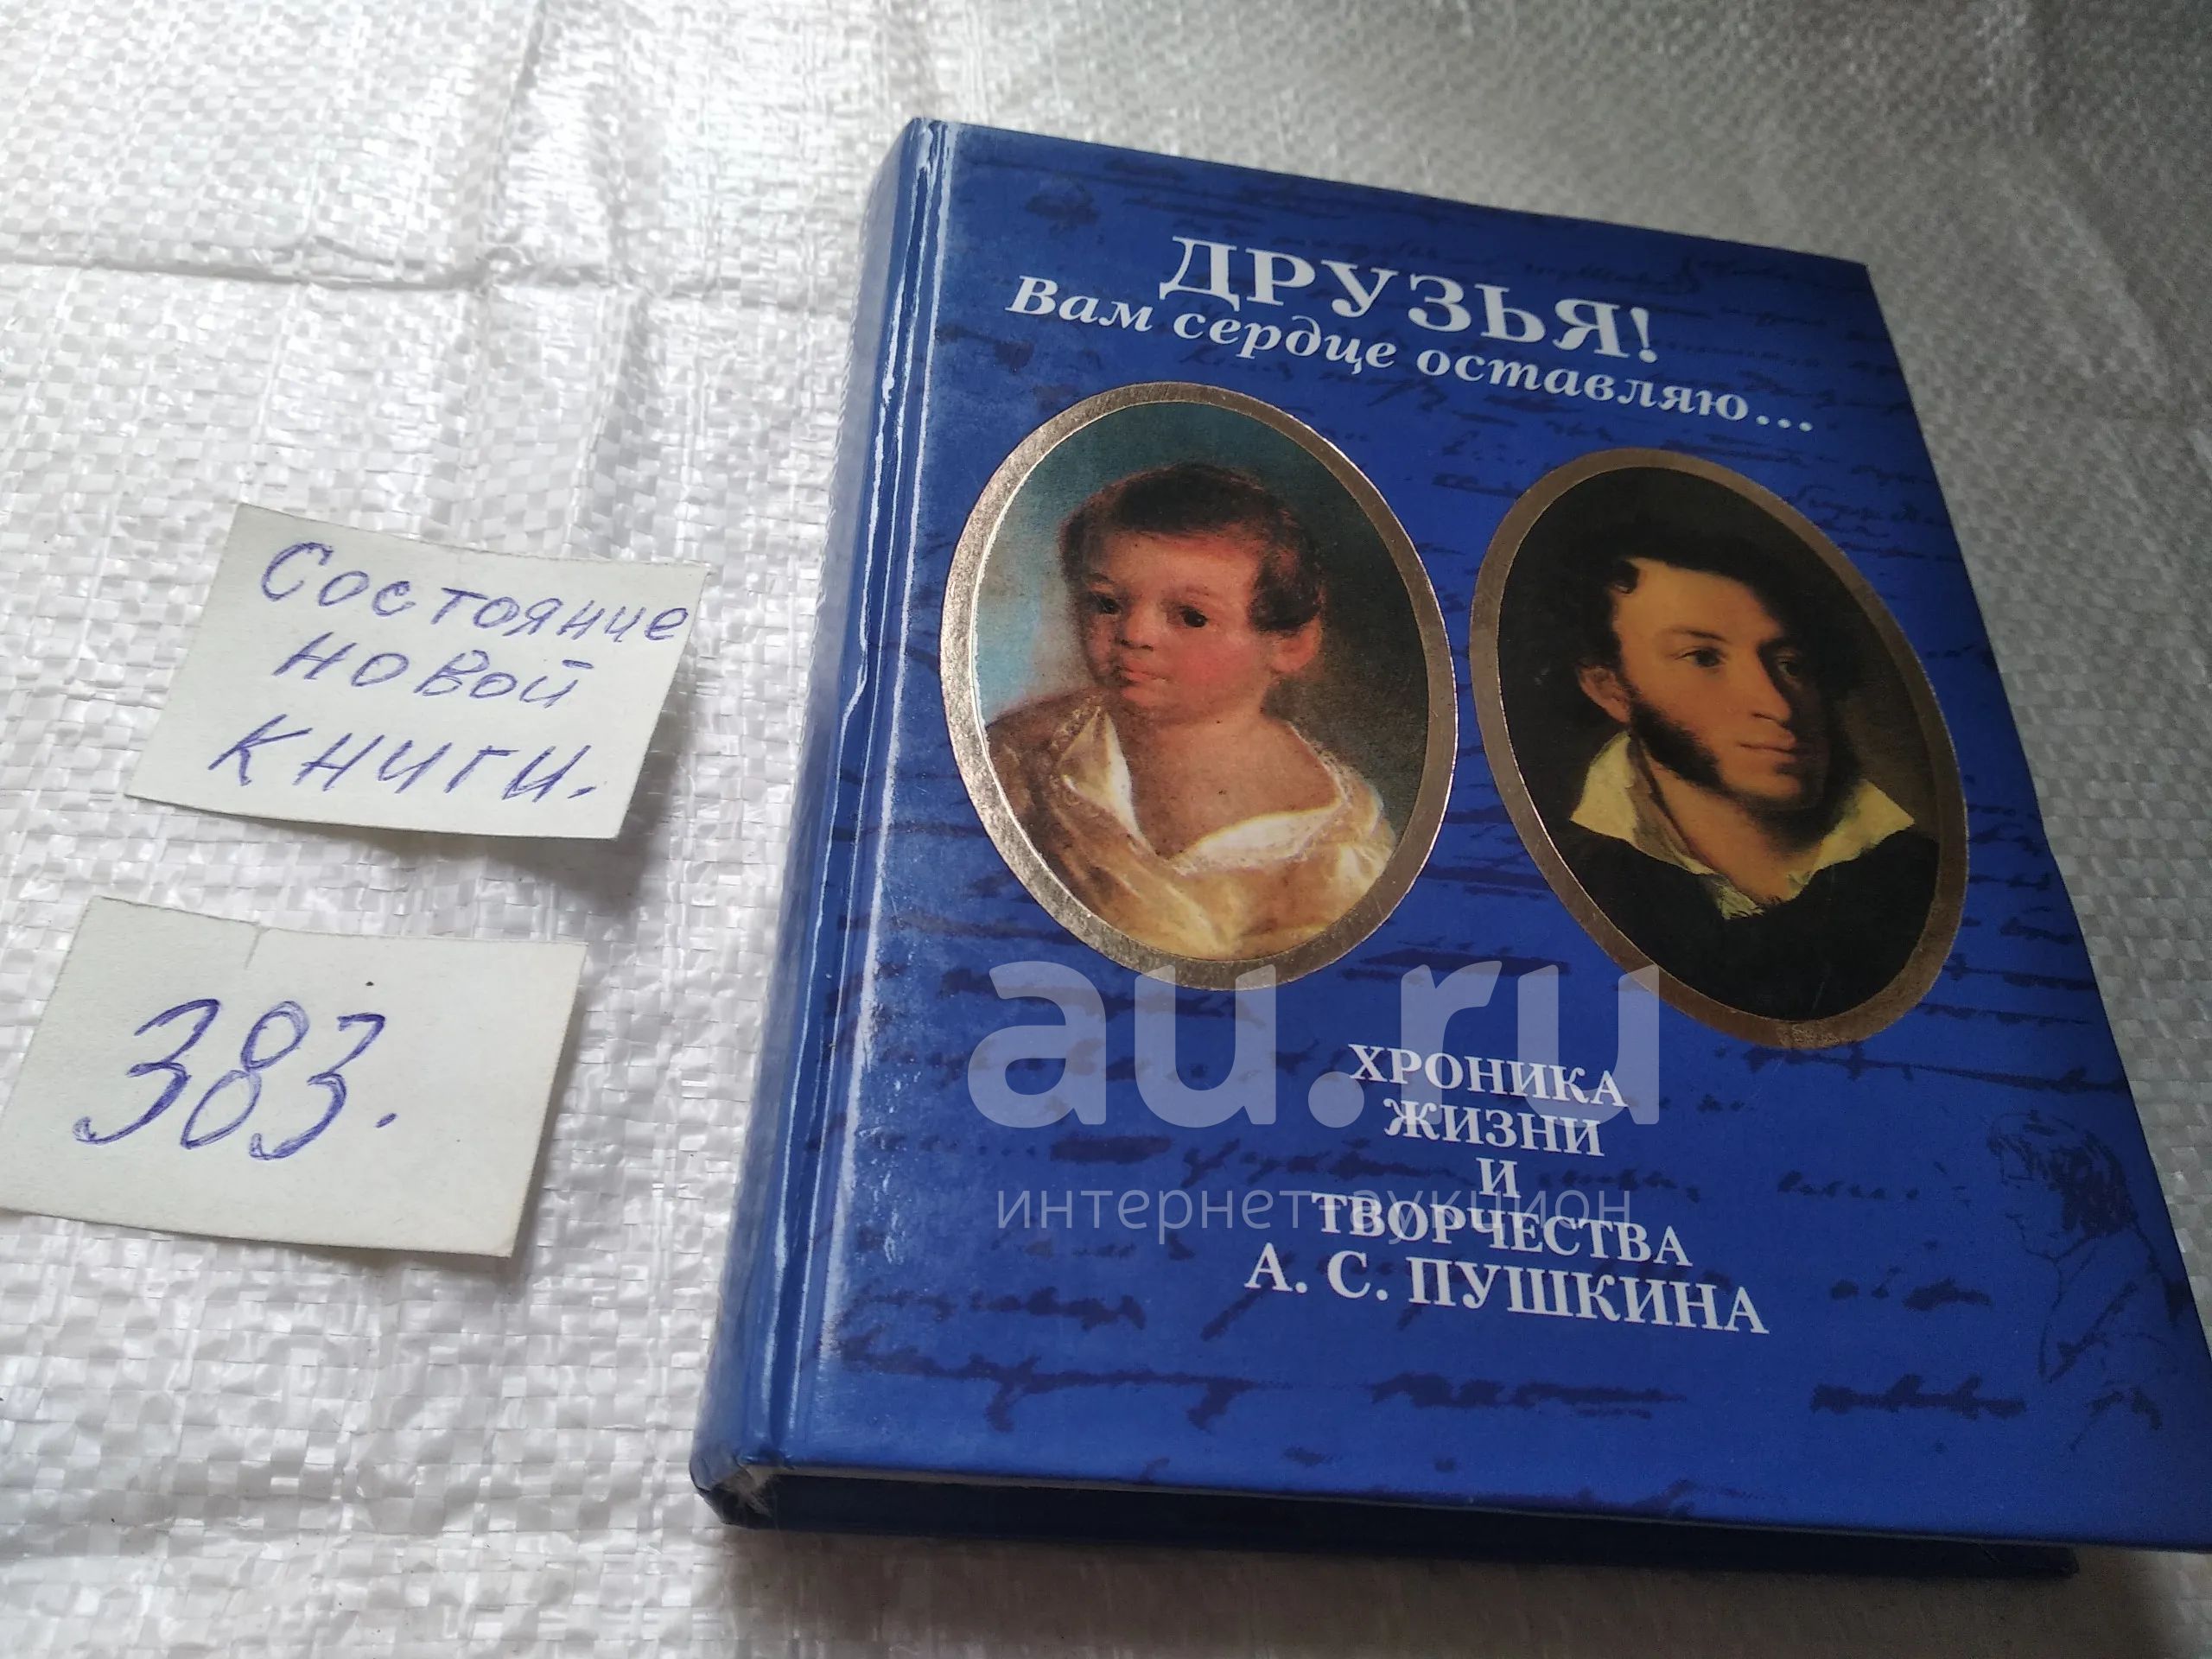 ДРУЗЬЯ!
Вам сердце оставляю...
Состояние
новой
книги.
383.
au.ru
интернет-аукцион
ХРОНИКА
ЖИЗНИ
И
ТВОРЧЕСТВА
А. С. ПУШКИНА